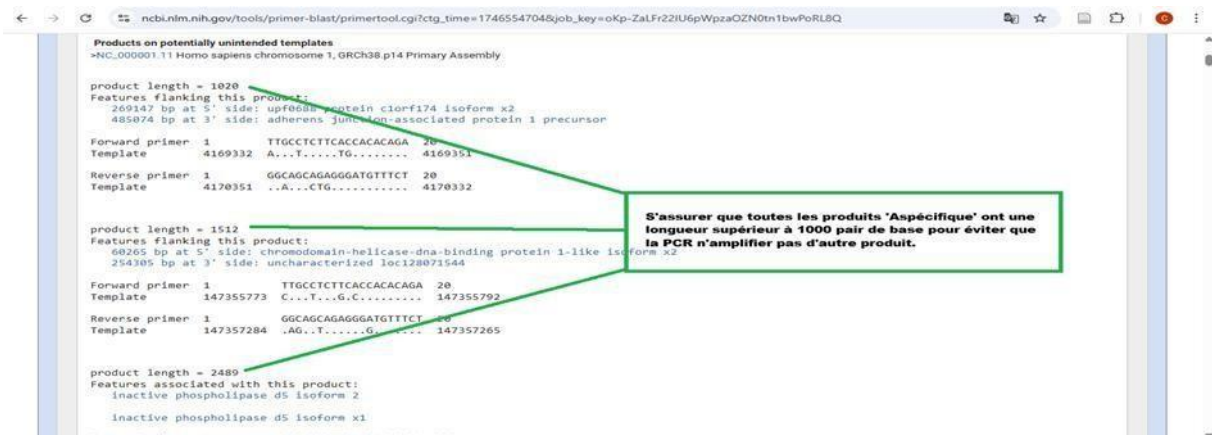 ncbi.nlm.nih.gov/tools/primer-blast/primertool.cgi?ctg_time=1746554704&job_key=oKp-ZaLFr22IU6pWpzaOZN0tn1bwPoRL8Q
Products on potentially unintended templates
>NC_000001.11 Homo sapiens chromosome 1, GRCh38.p14 Primary Assembly
product length = 1020
Features flanking this product:
269147 bp at 5' side: upf0688 protein c1orf174 isoform x2
485074 bp at 3' side: adherens junction-associated protein 1 precursor
Forward primer 1 TTGCCTCTTCACCACACAGA 20
Template 4169332 A...T.....TG........ 4169351
Reverse primer 1 GGCAGCAGAGGGATGTTTCT 20
Template 4170351 ..A...CTG........... 4170332
product length = 1512
Features flanking this product:
60265 bp at 5' side: chromodomain-helicase-dna-binding protein 1-like isoform x2
254305 bp at 3' side: uncharacterized loc128071544
Forward primer 1 TTGCCTCTTCACCACACAGA 20
Template 147355773 C...T...G.C......... 147355792
Reverse primer 1 GGCAGCAGAGGGATGTTTCT 20
Template 147357284 .AG..T......G....... 147357265
S'assurer que toutes les produits 'Aspécifique' ont une
longueur supérieur à 1000 pair de base pour éviter que
la PCR n'amplifier pas d'autre produit.
product length = 2489
Features associated with this product:
inactive phospholipase d5 isoform 2
inactive phospholipase d5 isoform x1